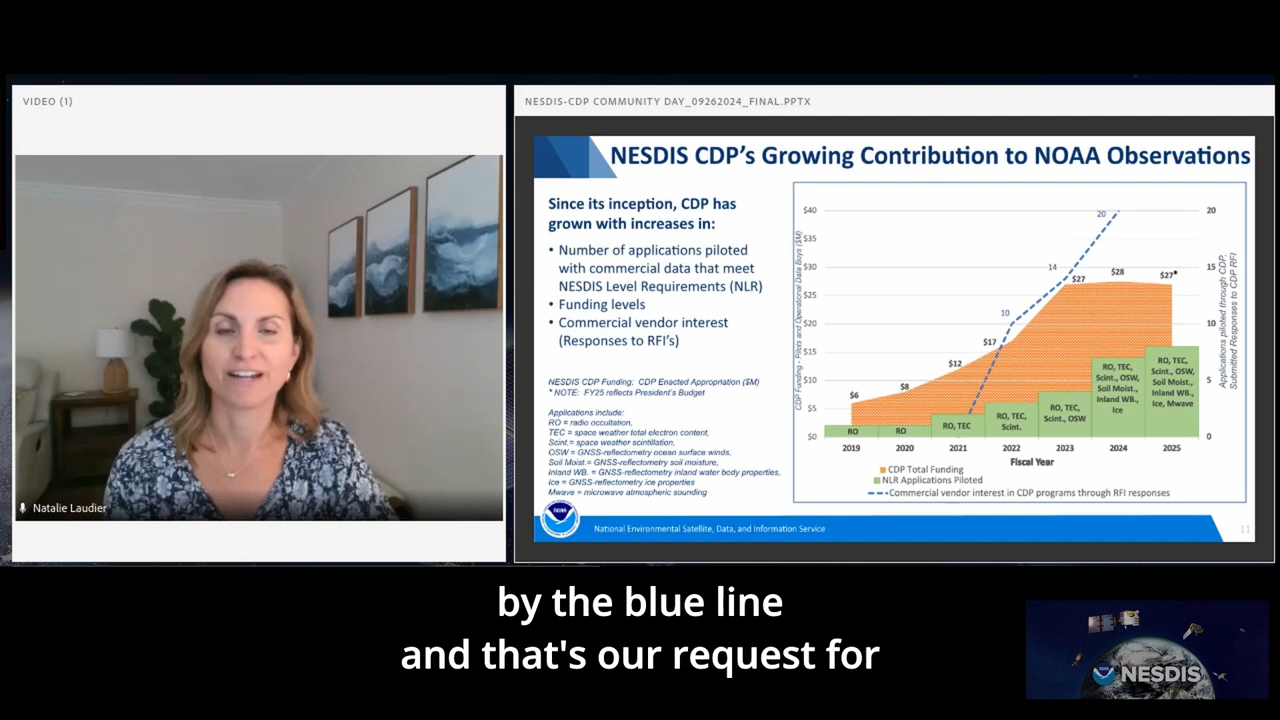 VIDEO (1)
Natalie Laudier
NESDIS-CDP COMMUNITY DAY_09262024_FINAL.PPTX
NESDIS CDP's Growing Contribution to NOAA Observations
Since its inception, CDP has
grown with increases in:
• Number of applications piloted
with commercial data that meet
NESDIS Level Requirements (NLR)
• Funding levels
• Commercial vendor interest
(Responses to RFI's)
NESDIS CDP Funding: CDP Enacted Appropriation ($M)
* NOTE: FY25 reflects President's Budget
Applications include:
RO = radio occultation,
TEC = space weather total electron content,
Scint.= space weather scintillation,
OSW = GNSS-reflectometry ocean surface winds,
Soil Moist.= GNSS-reflectometry soil moisture,
Inland WB. = GNSS-reflectometry inland water body properties,
Ice = GNSS-reflectometry ice properties
Mwave = microwave atmospheric sounding
CDP Funding - Pilots and Operational Data Buys ($M)
$40
$35
$30
$25
$20
$15
$10
$5
$0
$6
$8
$12
$17
$27
$28
$27*
10
14
20
RO
RO
RO, TEC
RO, TEC,
Scint.
RO, TEC,
Scint., OSW
RO, TEC,
Scint., OSW,
Soil Moist.,
Inland WB.,
Ice
RO, TEC,
Scint., OSW,
Soil Moist.,
Inland WB.,
Ice, Mwave
20
15
10
5
0
Applications piloted through CDP,
Submitted Responses to CDP RFI
2019 2020 2021 2022 2023 2024 2025
Fiscal Year
CDP Total Funding
NLR Applications Piloted
Commercial vendor interest in CDP programs through RFI responses
NOAA
National Environmental Satellite, Data, and Information Service
11
by the blue line
and that's our request for
NESDIS